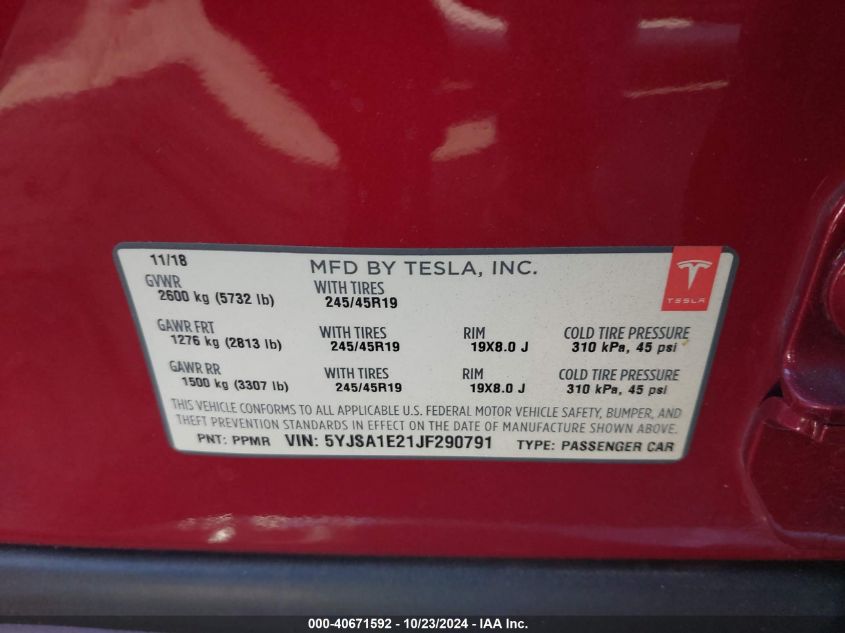 11/18 MFD BY TESLA, INC.
GVWR WITH TIRES
2600 kg (5732 lb) 245/45R19
TESLA
GAWR FRT WITH TIRES RIM COLD TIRE PRESSURE
1276 kg (2813 lb) 245/45R19 19X8.0 J 310 kPa, 45 psi
GAWR RR WITH TIRES RIM COLD TIRE PRESSURE
1500 kg (3307 lb) 245/45R19 19X8.0 J 310 kPa, 45 psi
THIS VEHICLE CONFORMS TO ALL APPLICABLE U.S. FEDERAL MOTOR VEHICLE SAFETY, BUMPER, AND
THEFT PREVENTION STANDARDS IN EFFECT ON THE DATE OF MANUFACTURE SHOWN ABOVE.
PNT: PPMR VIN: 5YJSA1E21JF290791 TYPE: PASSENGER CAR
000-40671592 - 10/23/2024 - IAA Inc.